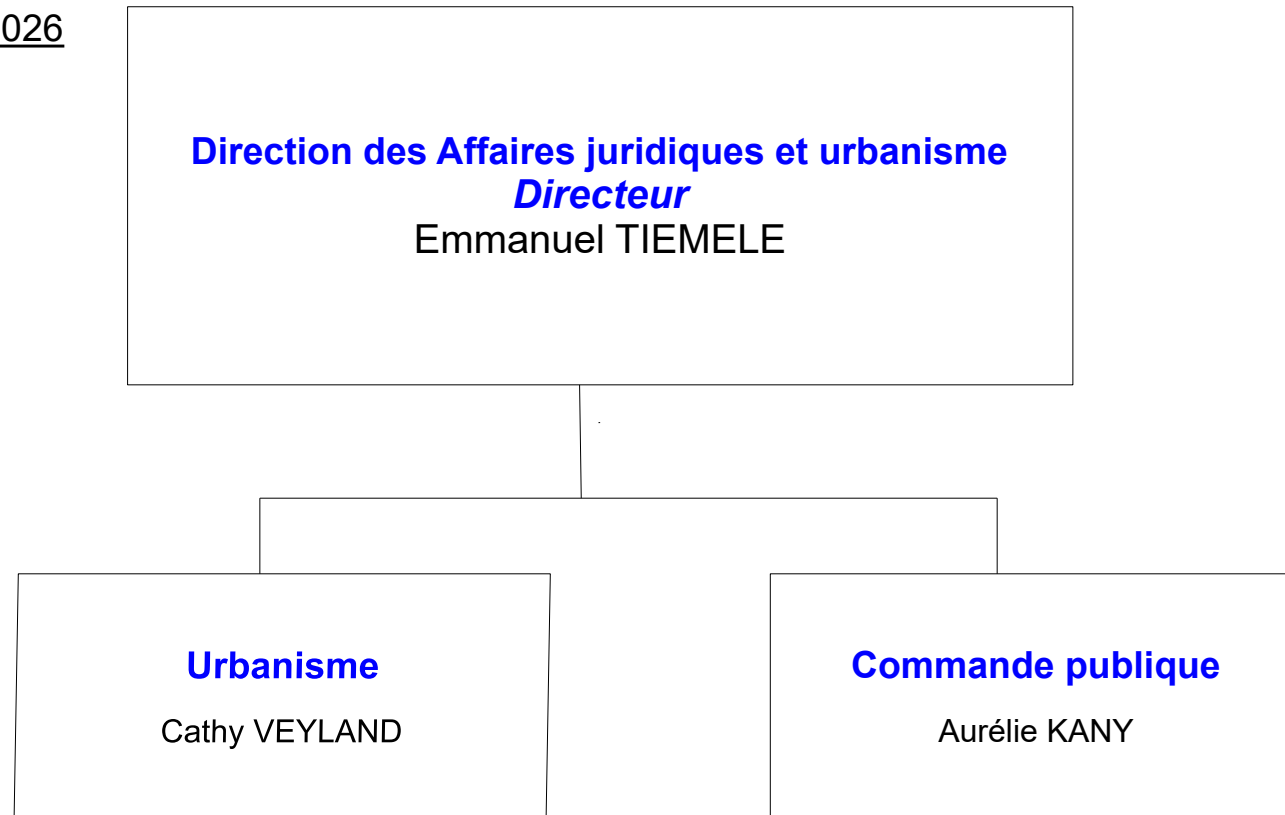 026
Direction des Affaires juridiques et urbanisme
Directeur
Emmanuel TIEMELE
Urbanisme
Commande publique
Cathy VEYLAND
Aurélie KANY